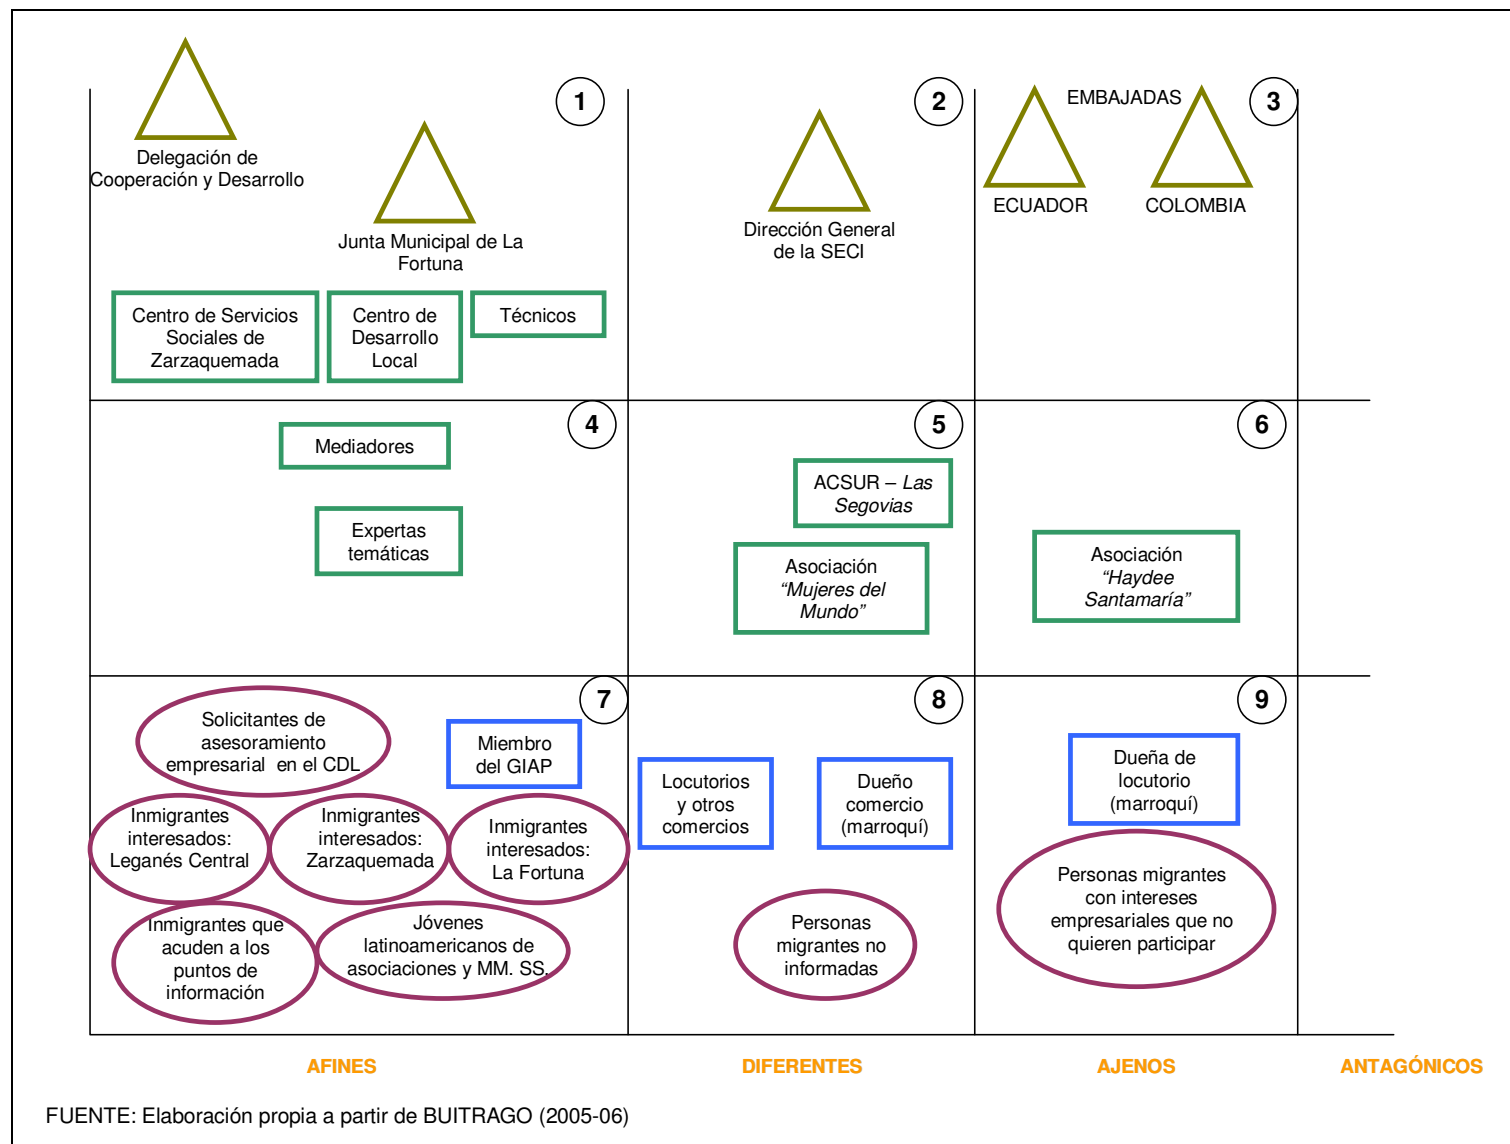 1
Delegación de
Cooperación y Desarrollo
Junta Municipal de La
Fortuna
Centro de Servicios
Sociales de
Zarzaquemada
Centro de
Desarrollo
Local
Técnicos
2
Dirección General
de la SECI
EMBAJADAS
3
ECUADOR
COLOMBIA
4
Mediadores
Expertas
temáticas
5
ACSUR – Las
Segovias
Asociación
“Mujeres del
Mundo”
6
Asociación
“Haydee
Santamaría”
7
Solicitantes de
asesoramiento
empresarial en el CDL
Miembro
del GIAP
Inmigrantes
interesados:
Leganés Central
Inmigrantes
interesados:
Zarzaquemada
Inmigrantes
interesados:
La Fortuna
Inmigrantes que
acuden a los
puntos de
información
Jóvenes
latinoamericanos de
asociaciones y MM. SS.
8
Locutorios
y otros
comercios
Dueño
comercio
(marroquí)
Personas
migrantes no
informadas
9
Dueña de
locutorio
(marroquí)
Personas migrantes
con intereses
empresariales que no
quieren participar
AFINES
DIFERENTES
AJENOS
ANTAGÓNICOS
FUENTE: Elaboración propia a partir de BUITRAGO (2005-06)